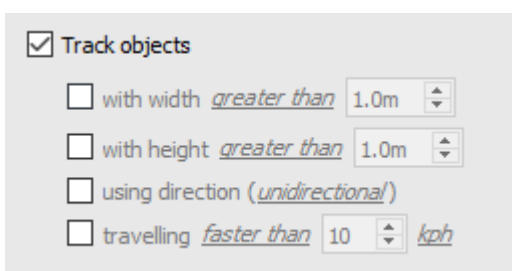 Track objects
with width greater than 1.0m
with height greater than 1.0m
using direction (unidirectional)
travelling faster than 10 kph